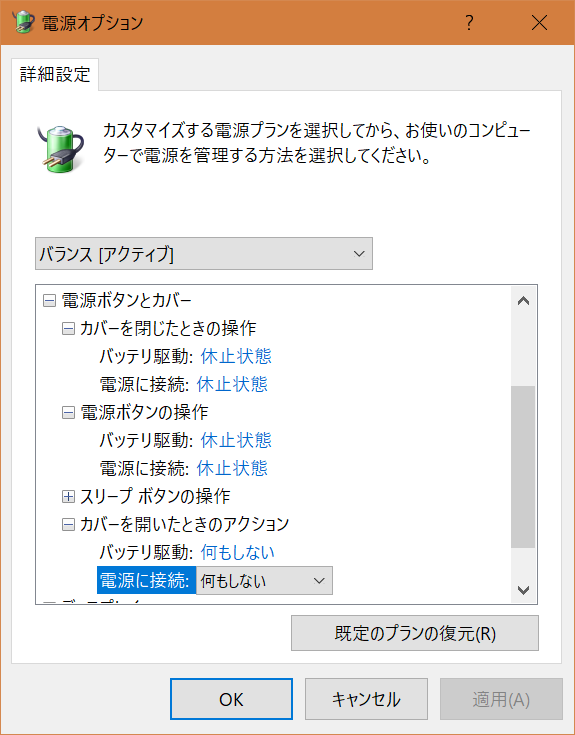 電源オプション
詳細設定
カスタマイズする電源プランを選択してから、お使いのコンピュー
ターで電源を管理する方法を選択してください。
バランス [アクティブ]
電源ボタンとカバー
カバーを閉じたときの操作
バッテリ駆動: 休止状態
電源に接続: 休止状態
電源ボタンの操作
バッテリ駆動: 休止状態
電源に接続: 休止状態
スリープ ボタンの操作
カバーを開いたときのアクション
バッテリ駆動: 何もしない
電源に接続: 何もしない
既定のプランの復元(R)
OK
キャンセル
適用(A)